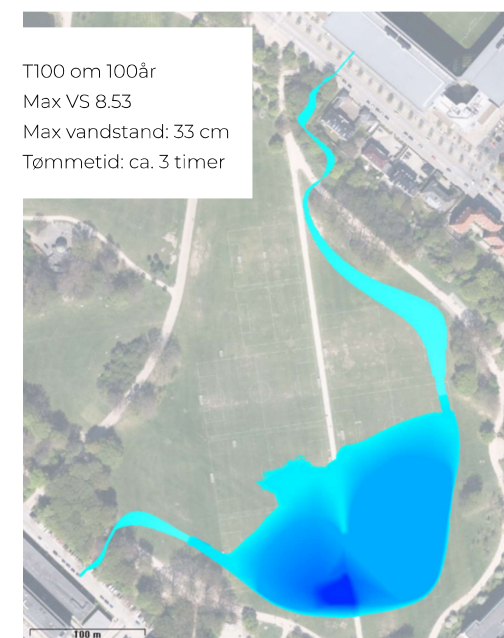 T100 om 100år
Max VS 8.53
Max vandstand: 33 cm
Tømmetid: ca. 3 timer
100 m